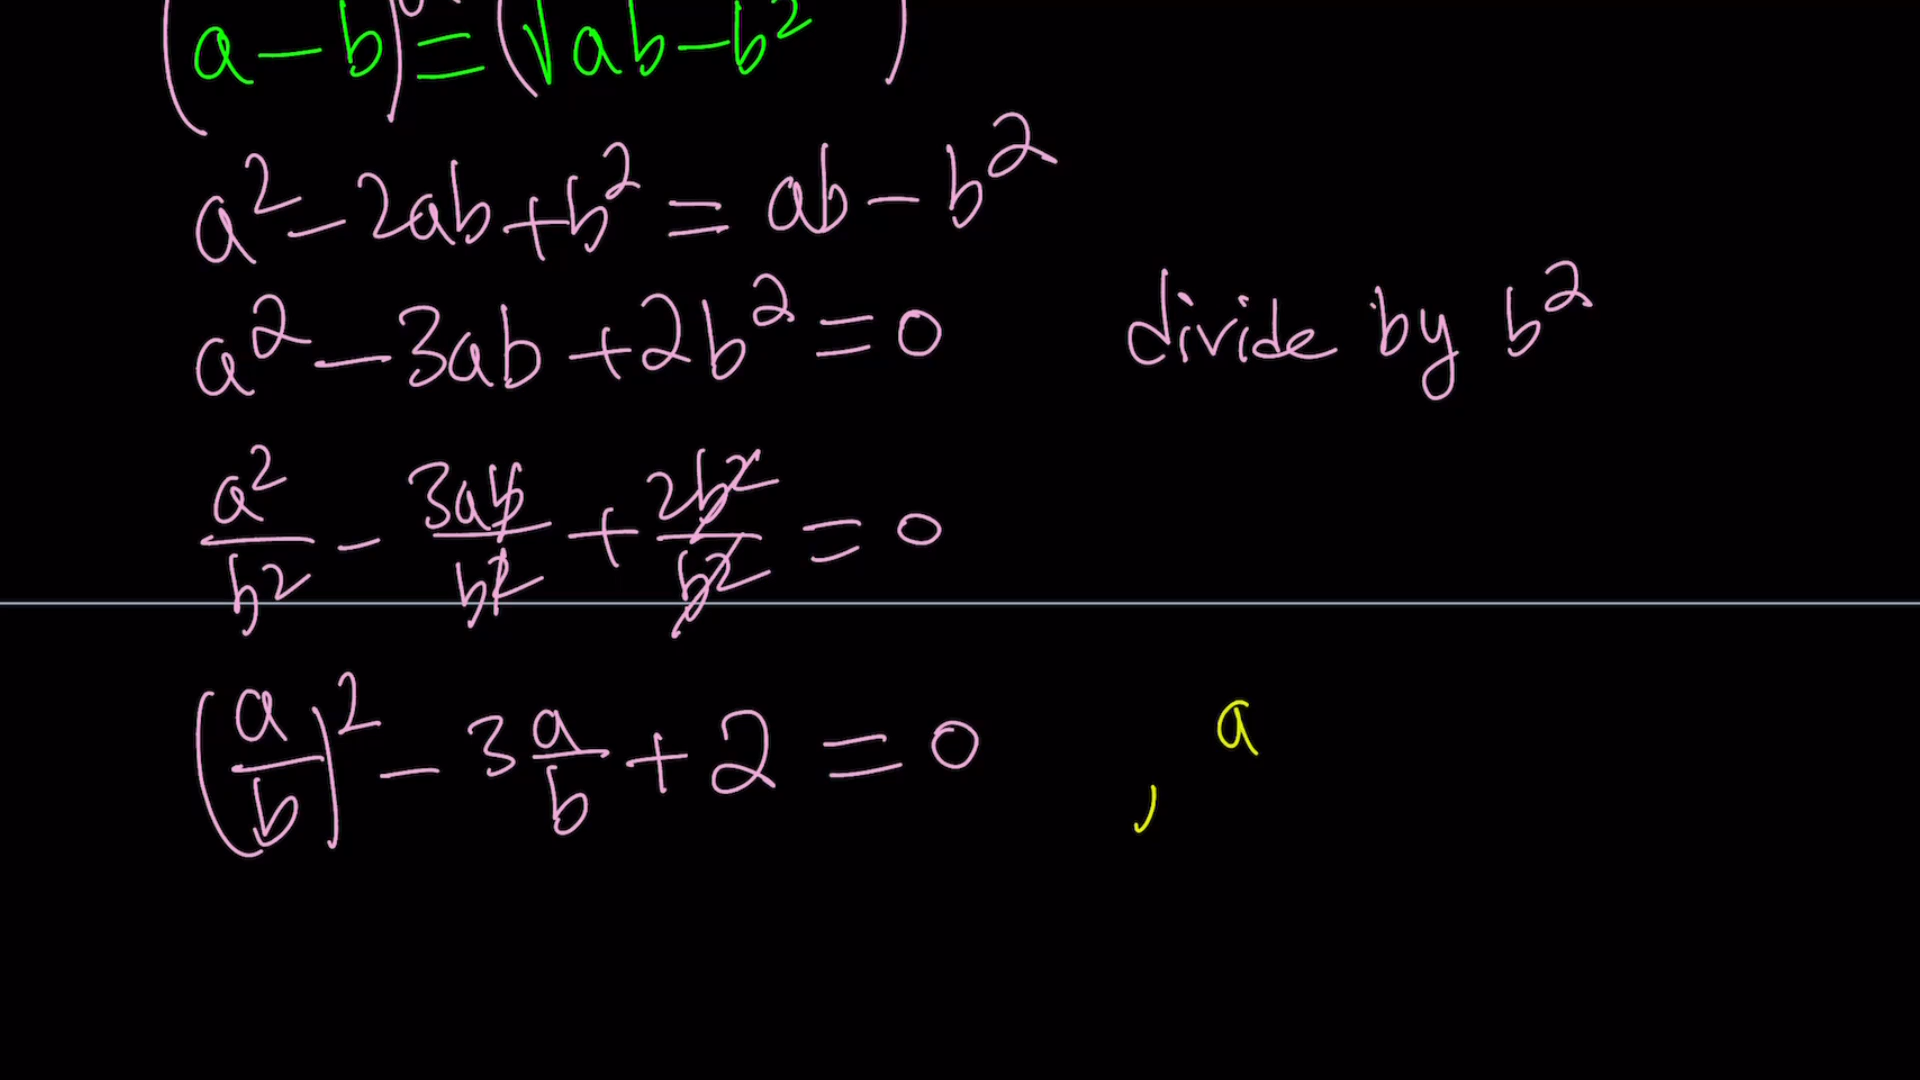 (a-b)²=(√ab-b²)
a²-2ab+b²=ab-b²
a²-3ab+2b²=0 divide by b²
a²/b² - 3ab/b² + 2b²/b² = 0
(a/b)² - 3a/b + 2 = 0 , a